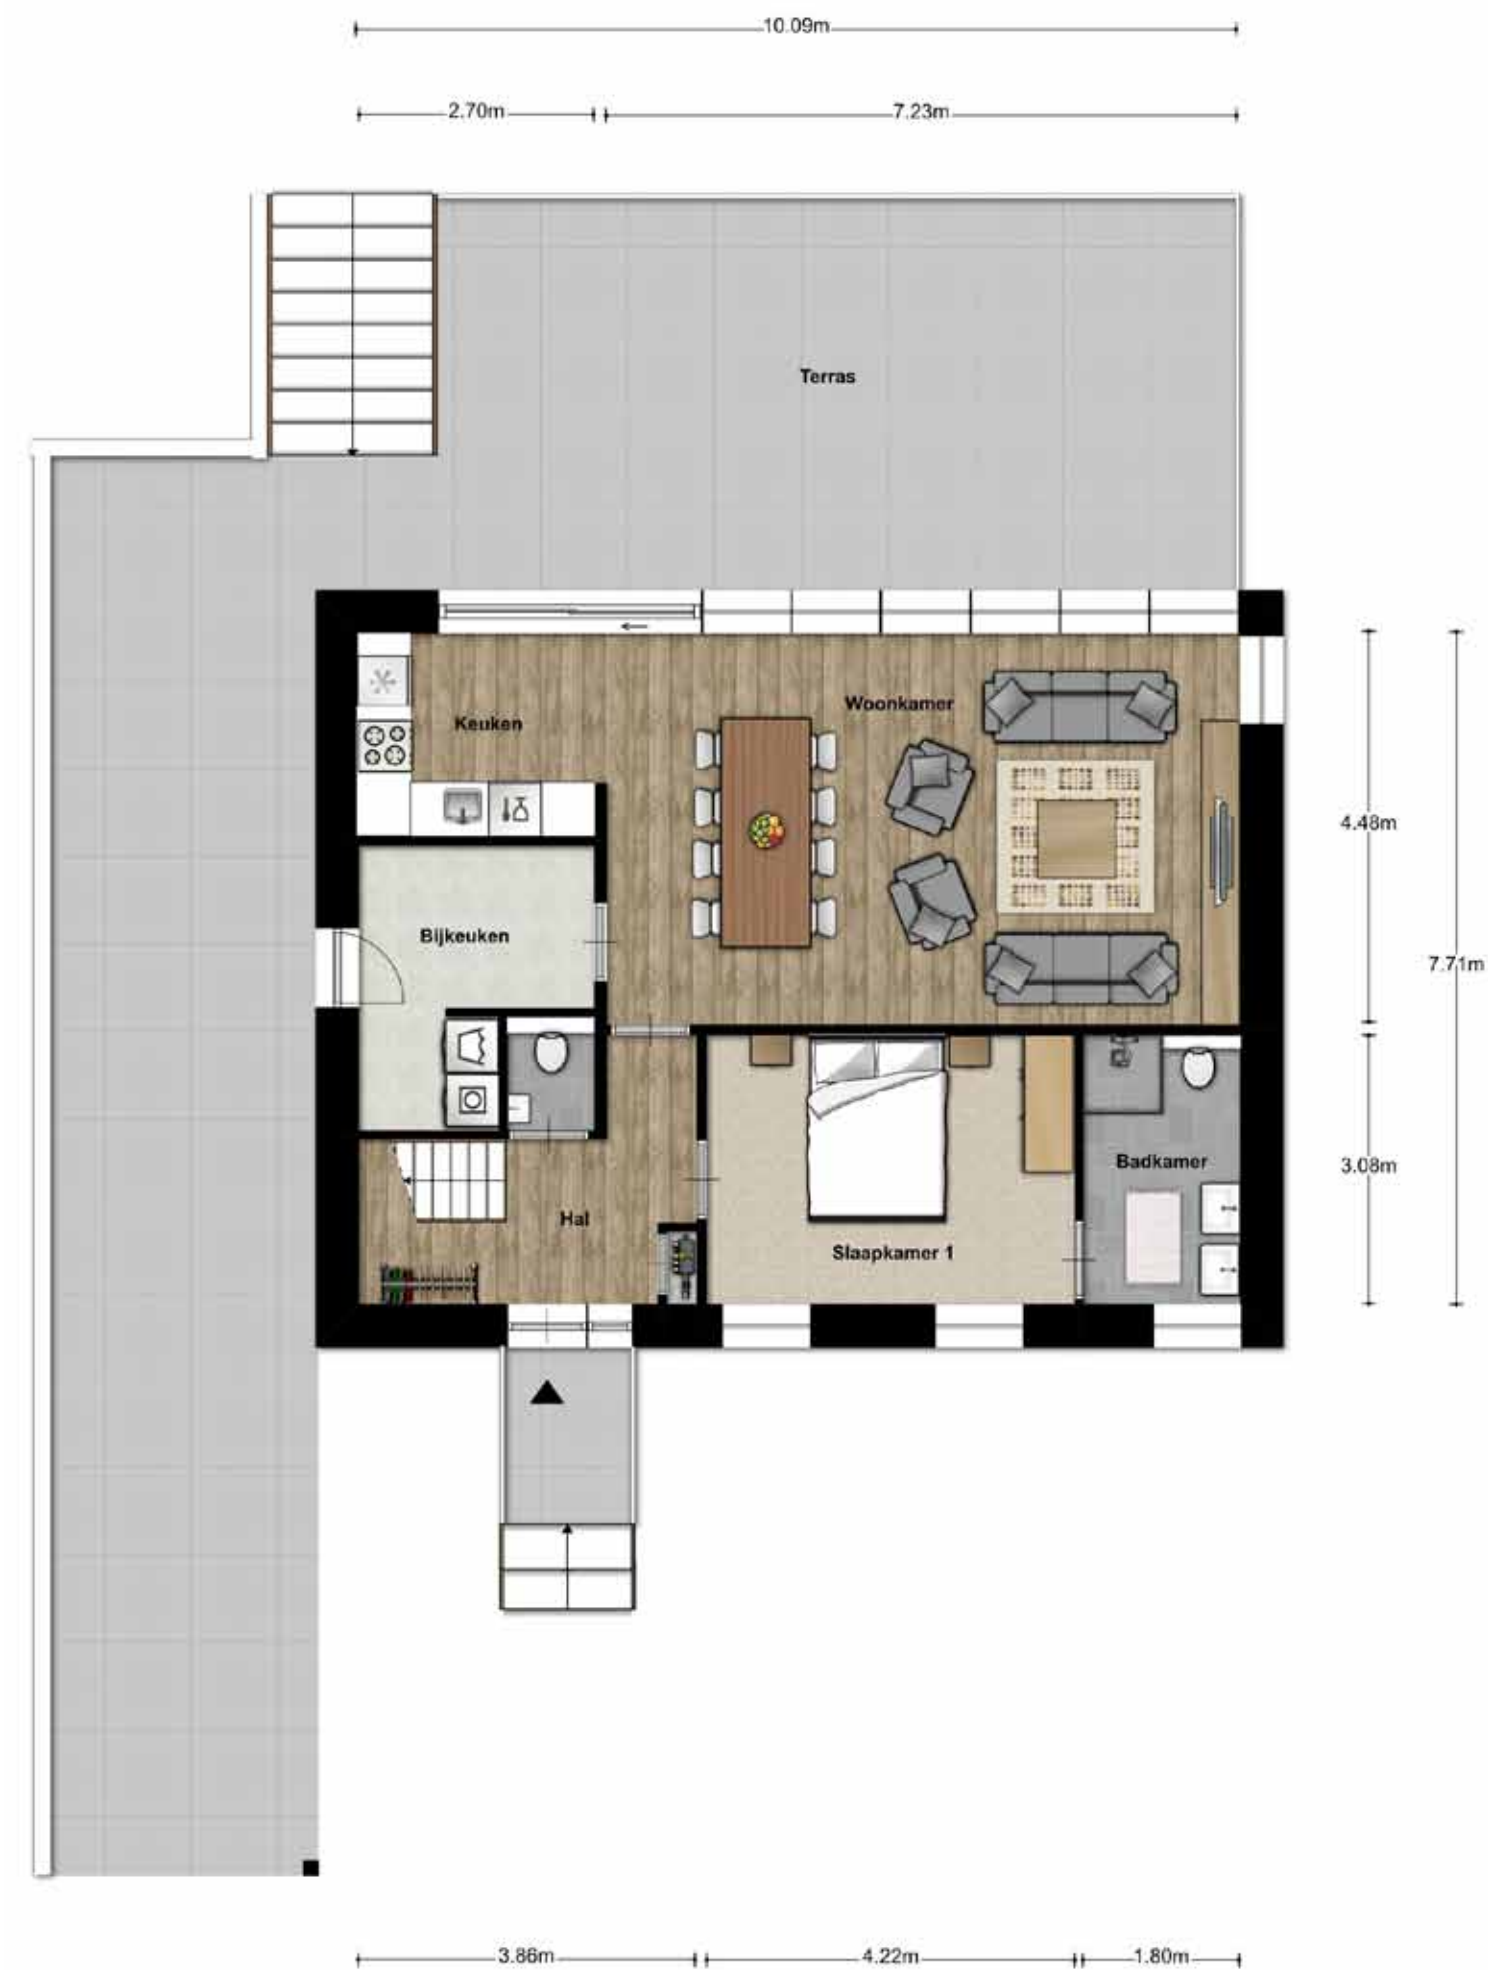 10.09m
2.70m
7.23m
Terras
Woonkamer
Keuken
4.48m
Bijkeuken
7.71m
Badkamer
3.08m
Hal
Slaapkamer 1
3.86m
4.22m
1.80m